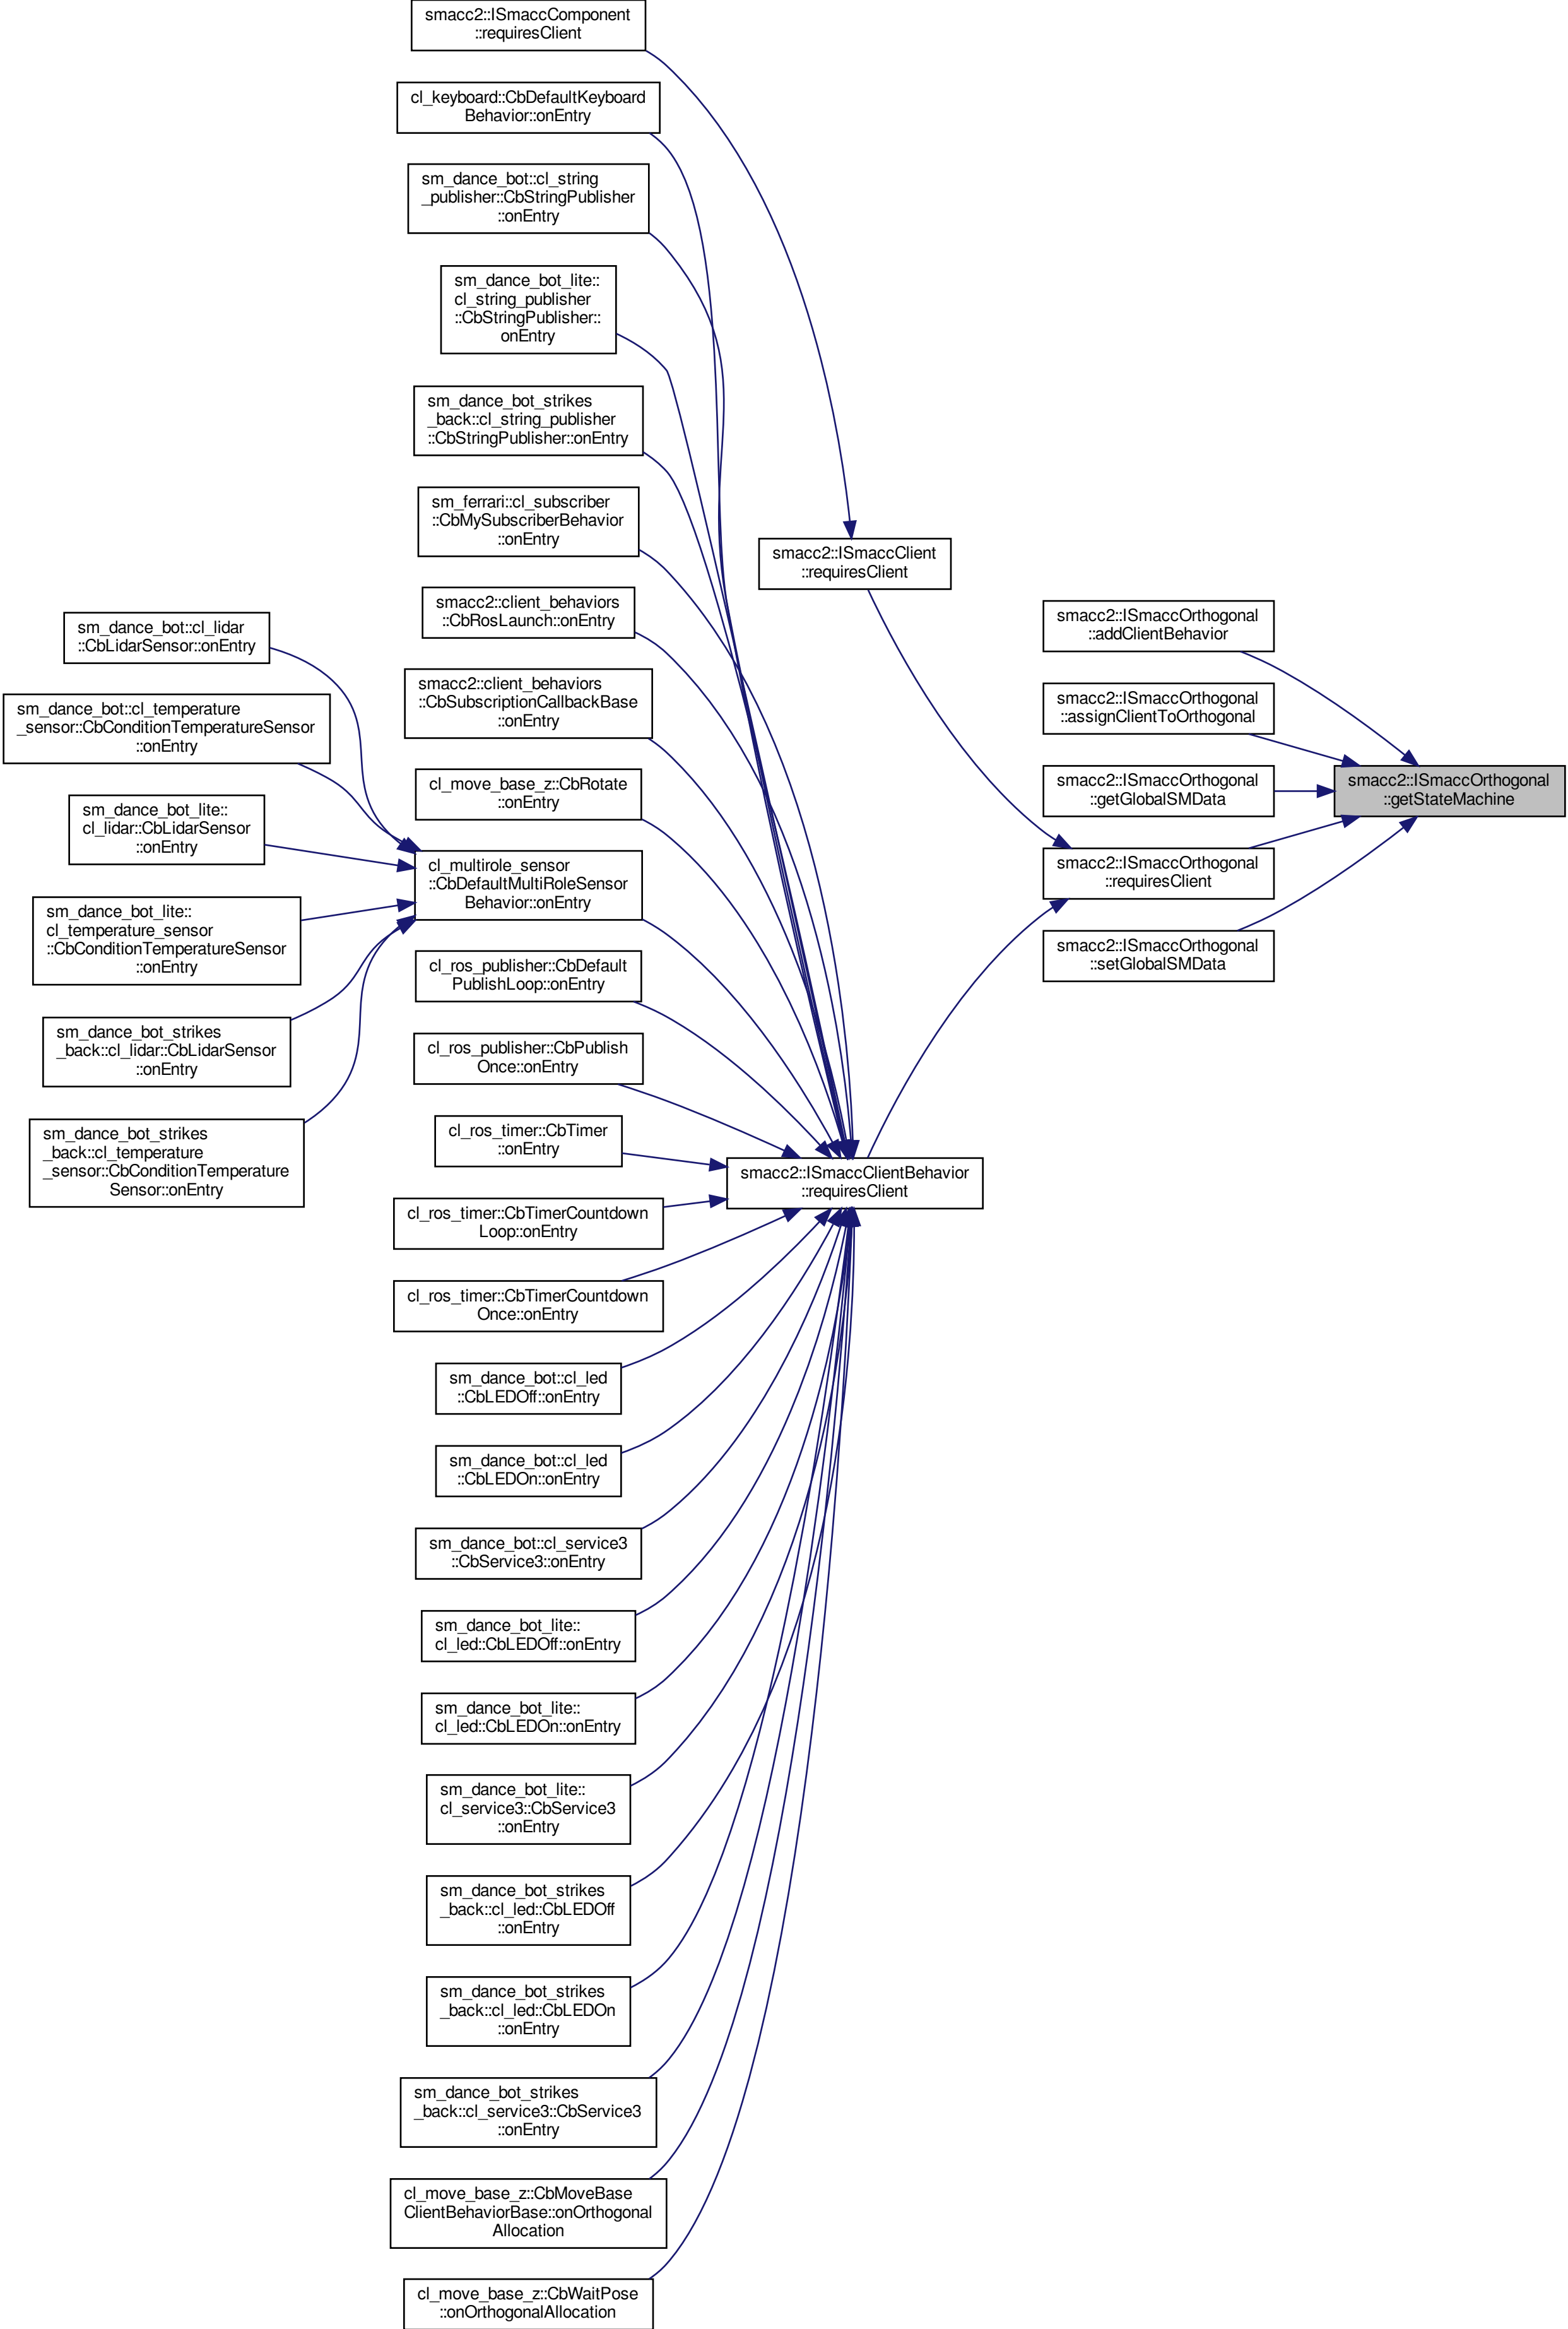 smacc2::ISmaccComponent
::requiresClient
cl_keyboard::CbDefaultKeyboard
Behavior::onEntry
sm_dance_bot::cl_string
_publisher::CbStringPublisher
::onEntry
sm_dance_bot_lite::
cl_string_publisher
::CbStringPublisher::
onEntry
sm_dance_bot_strikes
_back::cl_string_publisher
::CbStringPublisher::onEntry
sm_ferrari::cl_subscriber
::CbMySubscriberBehavior
::onEntry
smacc2::client_behaviors
::CbRosLaunch::onEntry
smacc2::client_behaviors
::CbSubscriptionCallbackBase
::onEntry
cl_move_base_z::CbRotate
::onEntry
cl_multirole_sensor
::CbDefaultMultiRoleSensor
Behavior::onEntry
cl_ros_publisher::CbDefault
PublishLoop::onEntry
cl_ros_publisher::CbPublish
Once::onEntry
cl_ros_timer::CbTimer
::onEntry
cl_ros_timer::CbTimerCountdown
Loop::onEntry
cl_ros_timer::CbTimerCountdown
Once::onEntry
sm_dance_bot::cl_led
::CbLEDOff::onEntry
sm_dance_bot::cl_led
::CbLEDOn::onEntry
sm_dance_bot::cl_service3
::CbService3::onEntry
sm_dance_bot_lite::
cl_led::CbLEDOff::onEntry
sm_dance_bot_lite::
cl_led::CbLEDOn::onEntry
sm_dance_bot_lite::
cl_service3::CbService3
::onEntry
sm_dance_bot_strikes
_back::cl_led::CbLEDOff
::onEntry
sm_dance_bot_strikes
_back::cl_led::CbLEDOn
::onEntry
sm_dance_bot_strikes
_back::cl_service3::CbService3
::onEntry
cl_move_base_z::CbMoveBase
ClientBehaviorBase::onOrthogonal
Allocation
cl_move_base_z::CbWaitPose
::onOrthogonalAllocation
sm_dance_bot::cl_lidar
::CbLidarSensor::onEntry
sm_dance_bot::cl_temperature
_sensor::CbConditionTemperatureSensor
::onEntry
sm_dance_bot_lite::
cl_lidar::CbLidarSensor
::onEntry
sm_dance_bot_lite::
cl_temperature_sensor
::CbConditionTemperatureSensor
::onEntry
sm_dance_bot_strikes
_back::cl_lidar::CbLidarSensor
::onEntry
sm_dance_bot_strikes
_back::cl_temperature
_sensor::CbConditionTemperature
Sensor::onEntry
smacc2::ISmaccClient
::requiresClient
smacc2::ISmaccClientBehavior
::requiresClient
smacc2::ISmaccOrthogonal
::addClientBehavior
smacc2::ISmaccOrthogonal
::assignClientToOrthogonal
smacc2::ISmaccOrthogonal
::getGlobalSMData
smacc2::ISmaccOrthogonal
::requiresClient
smacc2::ISmaccOrthogonal
::setGlobalSMData
smacc2::ISmaccOrthogonal
::getStateMachine